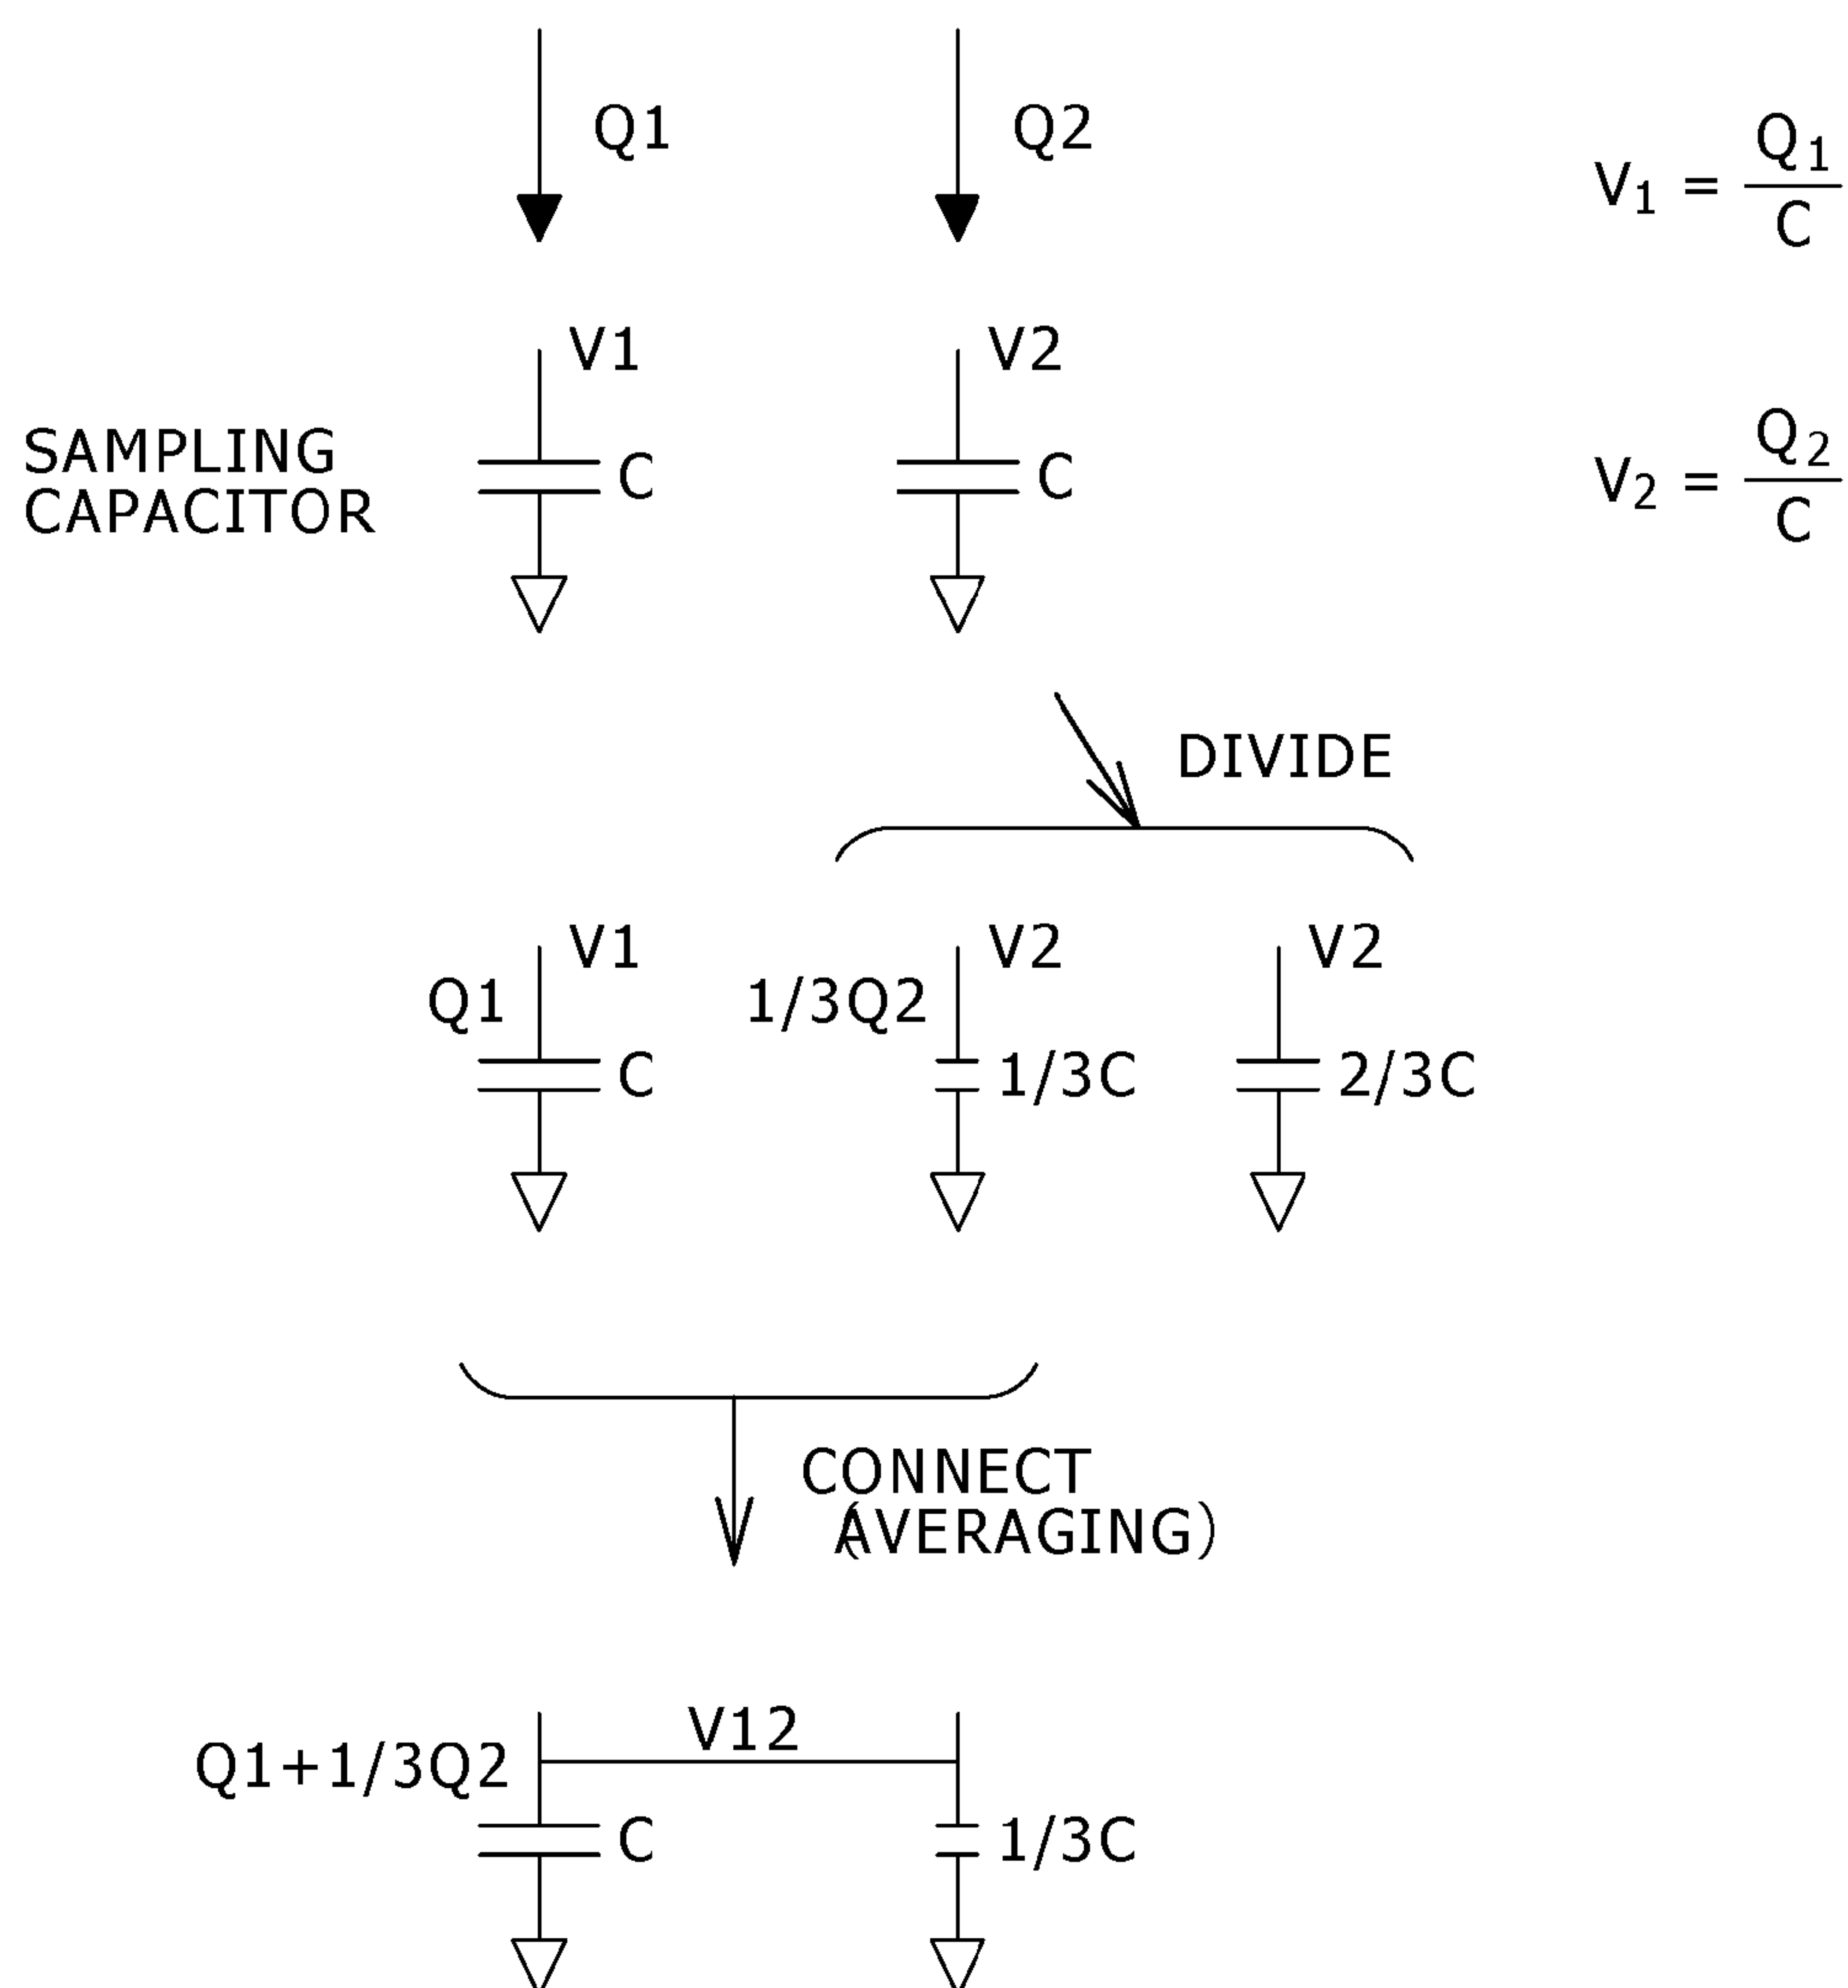 Q1
Q2
V₁ = Q₁/C
V1
V2
SAMPLING
CAPACITOR
C
C
V₂ = Q₂/C
DIVIDE
V1
V2
V2
Q1
1/3Q2
C
1/3C
2/3C
CONNECT
(AVERAGING)
V12
Q1+1/3Q2
C
1/3C